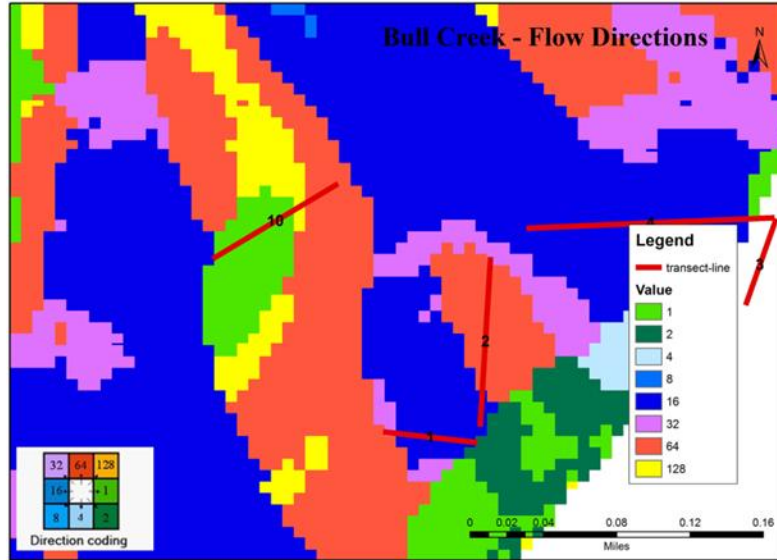 Bull Creek - Flow Directions
N
10
4
3
2
1
Legend
transect-line
Value
1
2
4
8
16
32
64
128
32 64 128
16 1
8 4 2
Direction coding
0 0.02 0.04 0.08 0.12 0.16
Miles